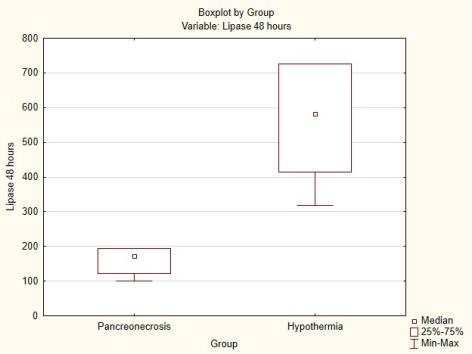 Boxplot by Group
Variable: Lipase 48 hours
800
700
600
500
400
300
200
100
0
Lipase 48 hours
Pancreonecrosis
Hypothermia
Group
Median
25%-75%
Min-Max